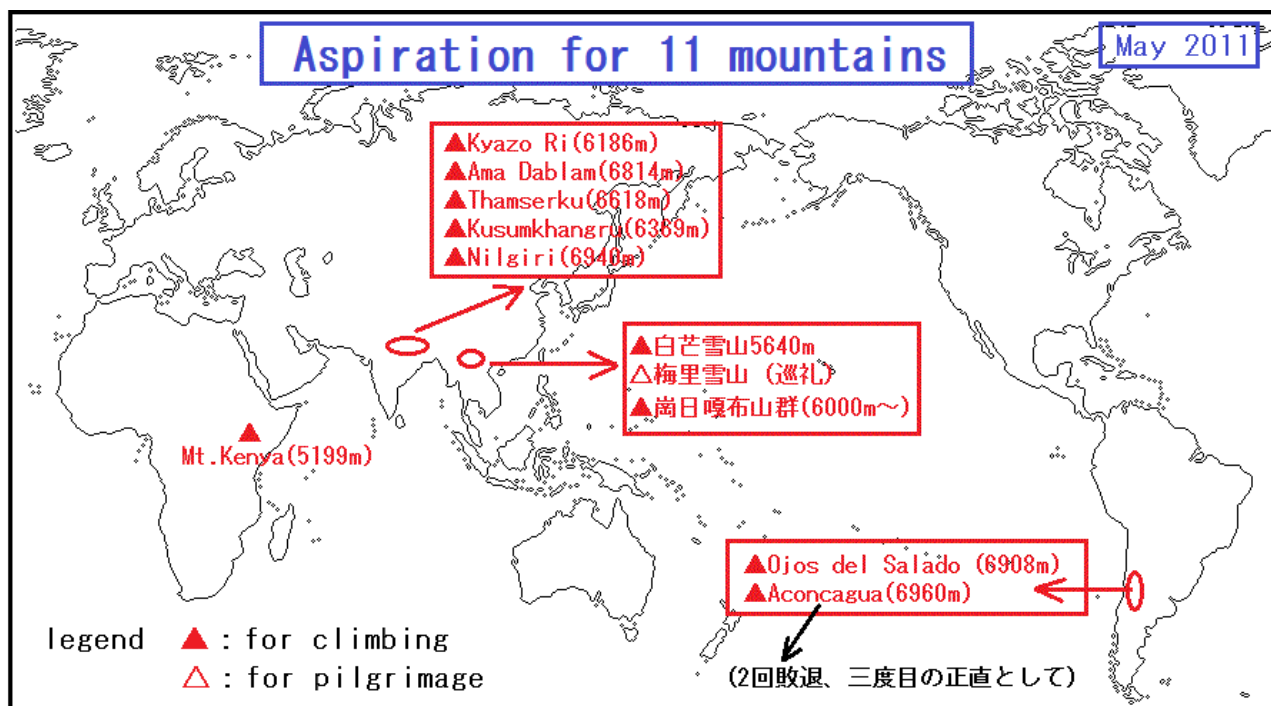 Aspiration for 11 mountains
May 2011
▲Kyazo Ri(6186m)
▲Ama Dablam(6814m)
▲Thamserku(6618m)
▲Kusumkhangru(6369m)
▲Nilgiri(6940m)
▲白芒雪山5640m
△梅里雪山 (巡礼)
▲崗日嘎布山群(6000m～)
Mt.Kenya(5199m)
▲Ojos del Salado (6908m)
▲Aconcagua(6960m)
(2回敗退、三度目の正直として)
legend ▲:for climbing
△:for pilgrimage